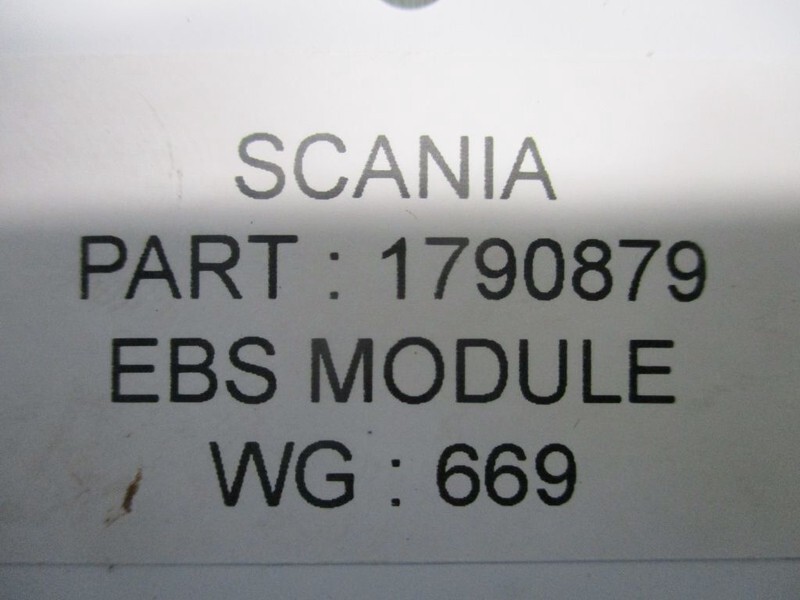 SCANIA
PART : 1790879
EBS MODULE
WG : 669